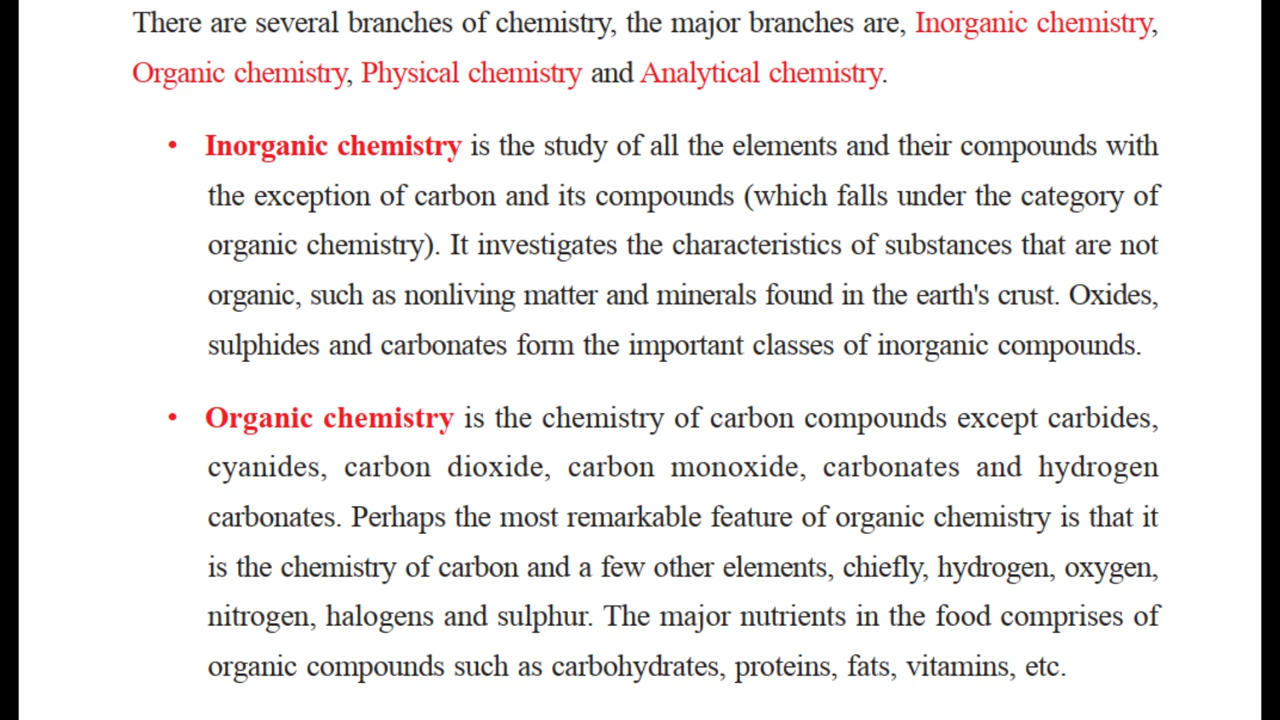 There are several branches of chemistry, the major branches are, Inorganic chemistry,
Organic chemistry, Physical chemistry and Analytical chemistry.
• Inorganic chemistry is the study of all the elements and their compounds with
the exception of carbon and its compounds (which falls under the category of
organic chemistry). It investigates the characteristics of substances that are not
organic, such as nonliving matter and minerals found in the earth's crust. Oxides,
sulphides and carbonates form the important classes of inorganic compounds.
• Organic chemistry is the chemistry of carbon compounds except carbides,
cyanides, carbon dioxide, carbon monoxide, carbonates and hydrogen
carbonates. Perhaps the most remarkable feature of organic chemistry is that it
is the chemistry of carbon and a few other elements, chiefly, hydrogen, oxygen,
nitrogen, halogens and sulphur. The major nutrients in the food comprises of
organic compounds such as carbohydrates, proteins, fats, vitamins, etc.